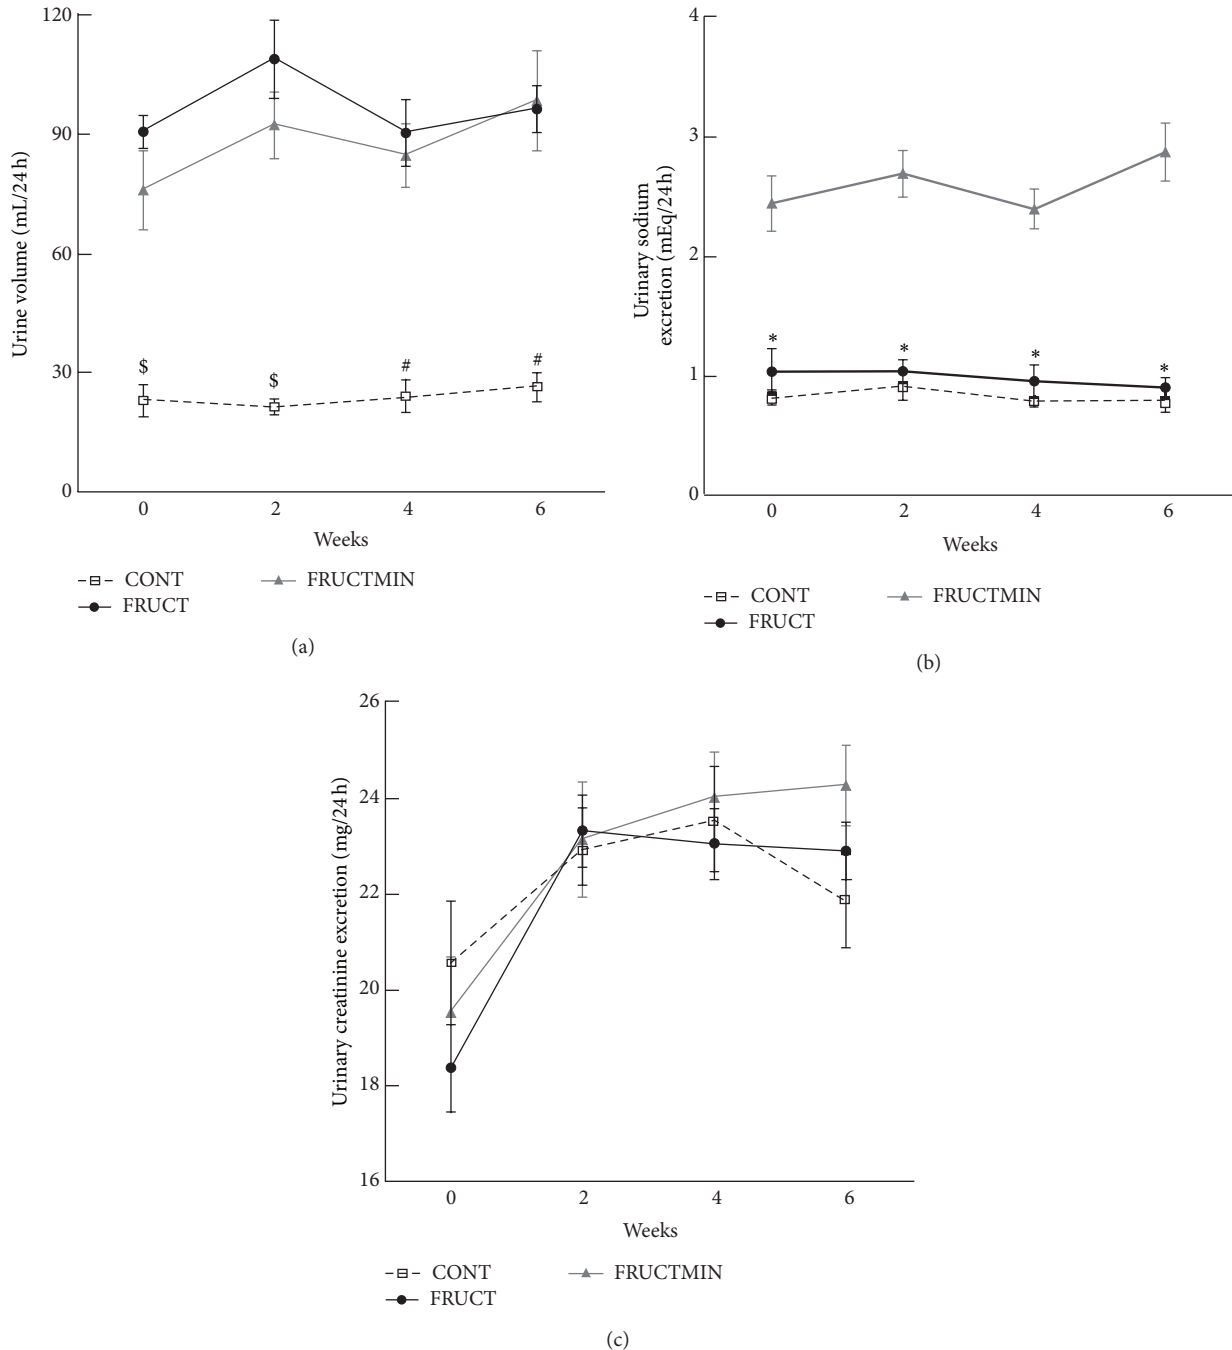 120
90
60
30
0
Urine volume (mL/24 h)
$
$
#
#
0 2 4 6
Weeks
CONT
FRUCTMIN
FRUCT
(a)
4
3
2
1
0
Urinary sodium
excretion (mEq/24h)
*
*
*
*
0 2 4 6
Weeks
CONT
FRUCTMIN
FRUCT
(b)
26
24
22
20
18
16
Urinary creatinine excretion (mg/24 h)
0 2 4 6
Weeks
CONT
FRUCTMIN
FRUCT
(c)